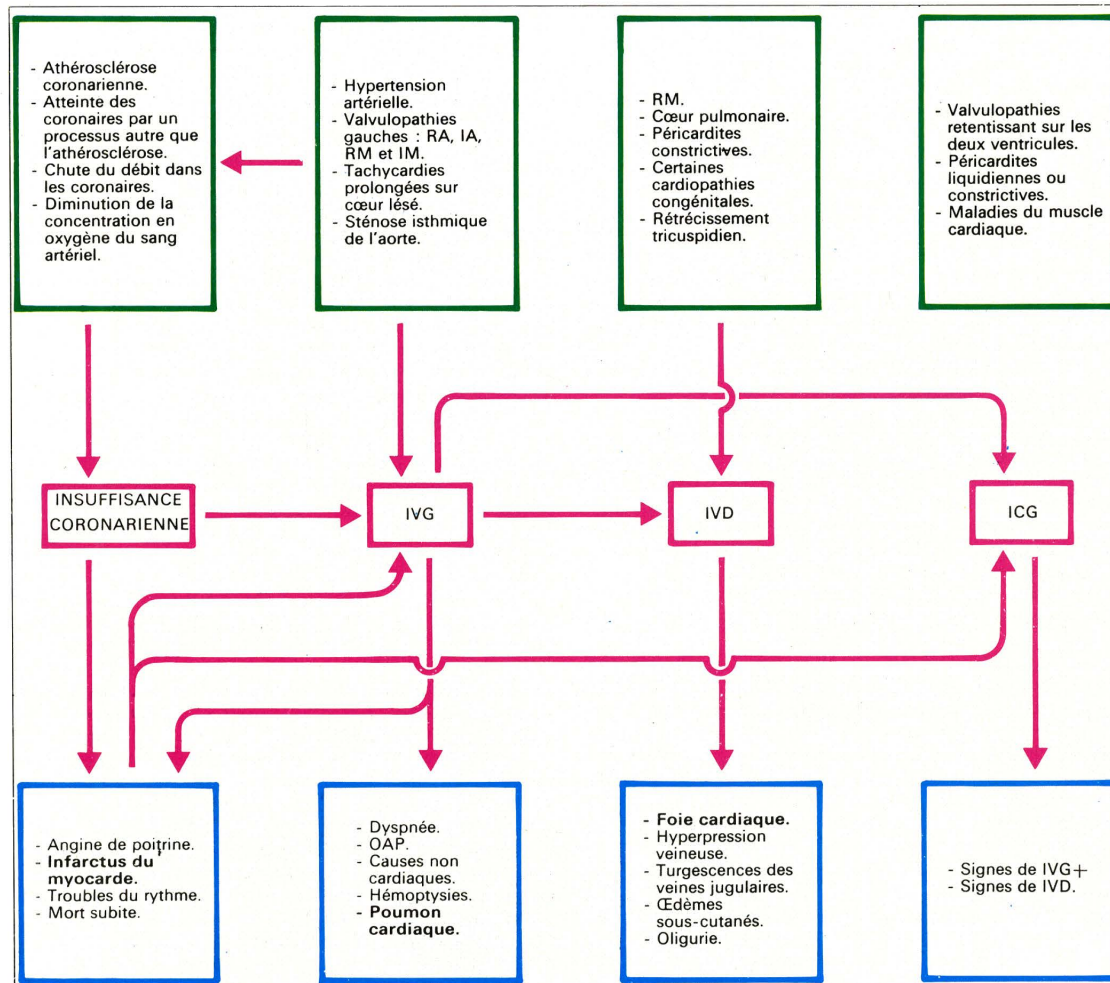 - Athérosclérose
coronarienne.
- Atteinte des
coronaires par un
processus autre que
l'athérosclérose.
- Chute du débit dans
les coronaires.
- Diminution de la
concentration en
oxygène du sang
artériel.
- Hypertension
artérielle.
- Valvulopathies
gauches : RA, IA,
RM et IM.
- Tachycardies
prolongées sur
cœur lésé.
- Sténose isthmique
de l'aorte.
- RM.
- Cœur pulmonaire.
- Péricardites
constrictives.
- Certaines
cardiopathies
congénitales.
- Rétrécissement
tricuspidien.
- Valvulopathies
retentissant sur les
deux ventricules.
- Péricardites
liquidiennes ou
constrictives.
- Maladies du muscle
cardiaque.
INSUFFISANCE
CORONARIENNE
IVG
IVD
ICG
- Angine de poitrine.
- Infarctus du
myocarde.
- Troubles du rythme.
- Mort subite.
- Dyspnée.
- OAP.
- Causes non
cardiaques.
- Hémoptysies.
- Poumon
cardiaque.
- Foie cardiaque.
- Hyperpression
veineuse.
- Turgescences des
veines jugulaires.
- Œdèmes
sous-cutanés.
- Oligurie.
- Signes de IVG+
- Signes de IVD.